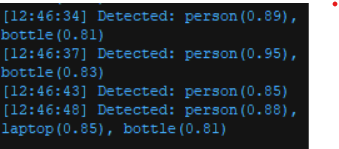 [12:46:34] Detected: person(0.89),
bottle(0.81)
[12:46:37] Detected: person(0.95),
bottle(0.83)
[12:46:43] Detected: person(0.85)
[12:46:48] Detected: person(0.88),
laptop(0.85), bottle(0.81)